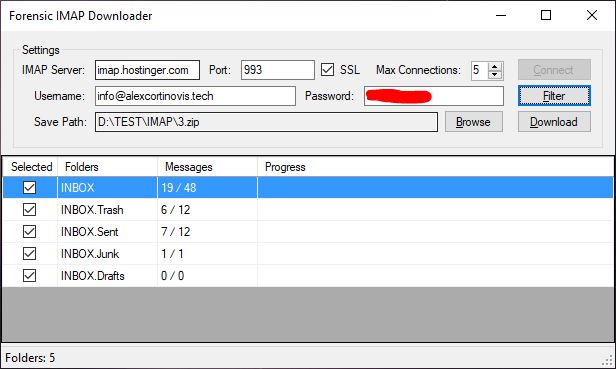 Forensic IMAP Downloader
Settings
IMAP Server: imap.hostinger.com Port: 993 SSL Max Connections: 5 Connect
Username: info@alexcortinovis.tech Password: Filter
Save Path: D:\TEST\IMAP\3.zip Browse Download
Selected Folders Messages Progress
INBOX 19 / 48
INBOX.Trash 6 / 12
INBOX.Sent 7 / 12
INBOX.Junk 1 / 1
INBOX.Drafts 0 / 0
Folders: 5